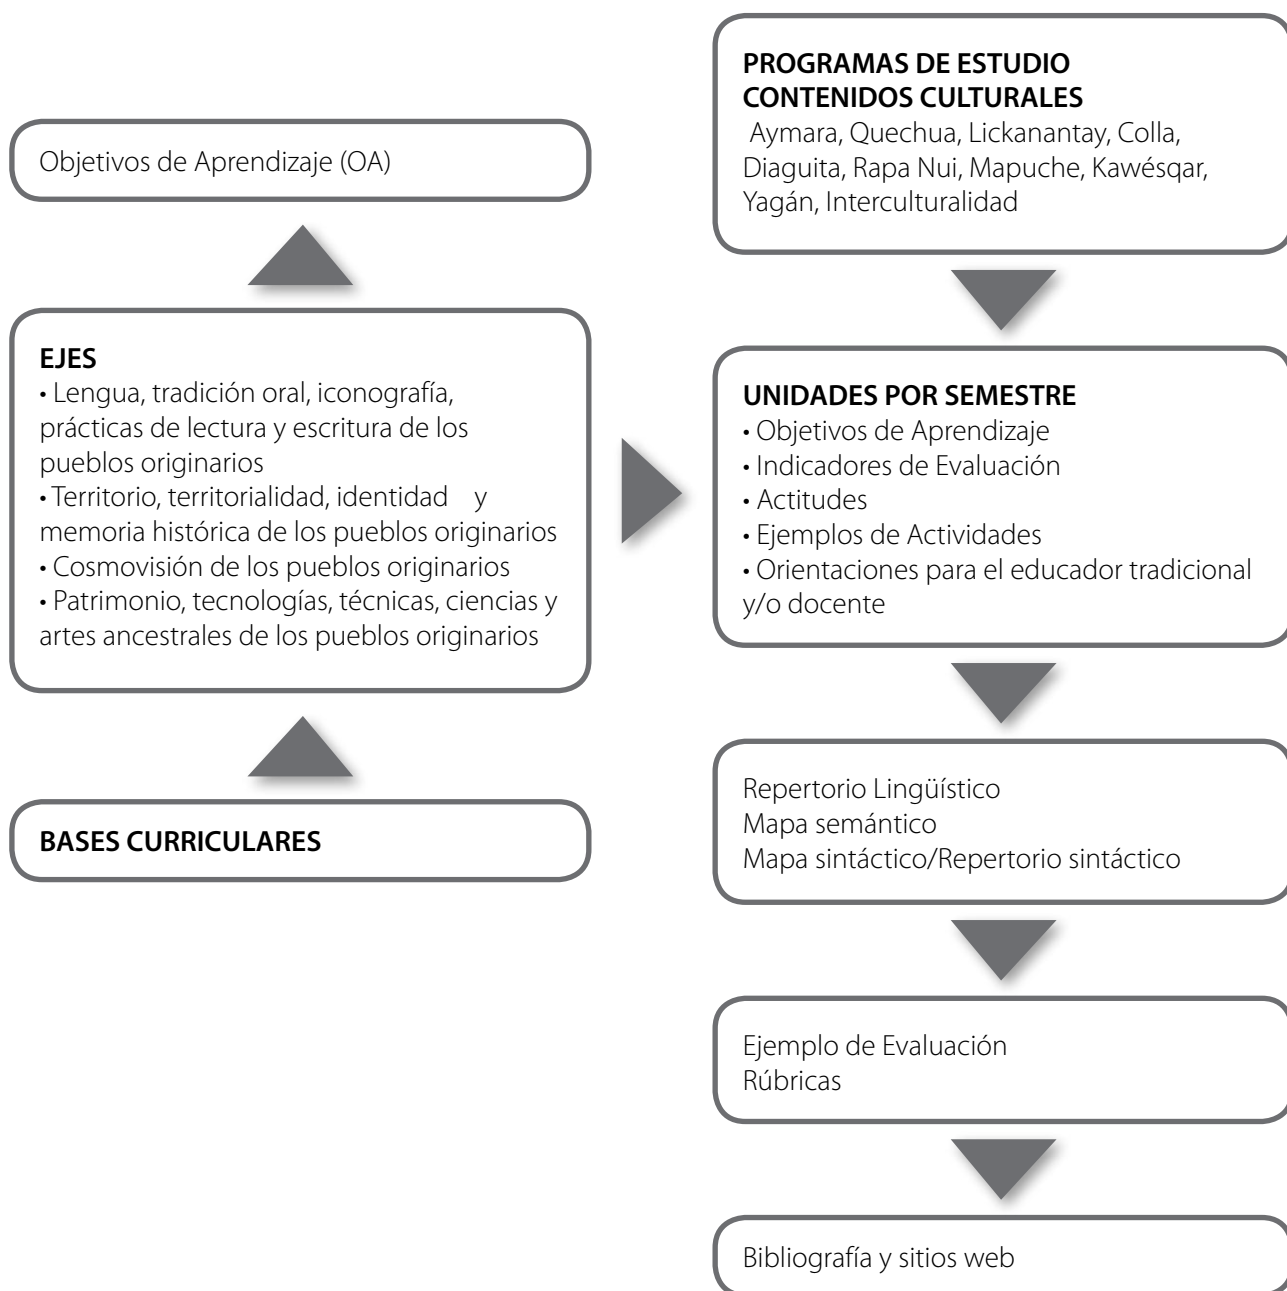 Objetivos de Aprendizaje (OA)
EJES
• Lengua, tradición oral, iconografía,
prácticas de lectura y escritura de los
pueblos originarios
• Territorio, territorialidad, identidad y
memoria histórica de los pueblos originarios
• Cosmovisión de los pueblos originarios
• Patrimonio, tecnologías, técnicas, ciencias y
artes ancestrales de los pueblos originarios
BASES CURRICULARES
PROGRAMAS DE ESTUDIO
CONTENIDOS CULTURALES
Aymara, Quechua, Lickanantay, Colla,
Diaguita, Rapa Nui, Mapuche, Kawésqar,
Yagán, Interculturalidad
UNIDADES POR SEMESTRE
• Objetivos de Aprendizaje
• Indicadores de Evaluación
• Actitudes
• Ejemplos de Actividades
• Orientaciones para el educador tradicional
y/o docente
Repertorio Lingüístico
Mapa semántico
Mapa sintáctico/Repertorio sintáctico
Ejemplo de Evaluación
Rúbricas
Bibliografía y sitios web